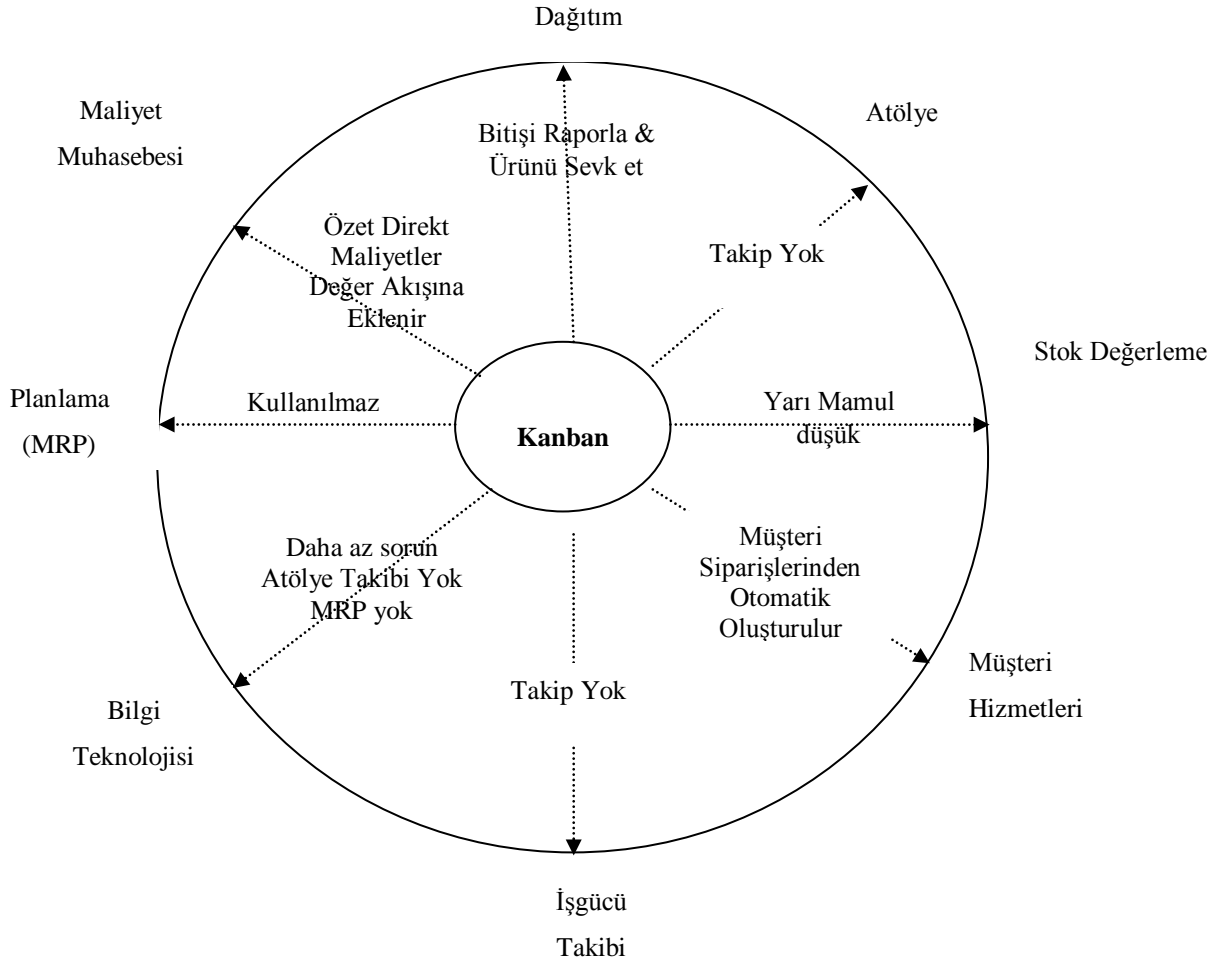 Dağıtım
Maliyet
Muhasebesi
Atölye
Bitişi Raporla &
Ürünü Sevk et
Özet Direkt
Maliyetler
Değer Akışına
Eklenir
Takip Yok
Stok Değerleme
Planlama
(MRP)
Kullanılmaz
Kanban
Yarı Mamul
düşük
Daha az sorun
Atölye Takibi Yok
MRP yok
Müşteri
Siparişlerinden
Otomatik
Oluşturulur
Takip Yok
Müşteri
Hizmetleri
Bilgi
Teknolojisi
İşgücü
Takibi